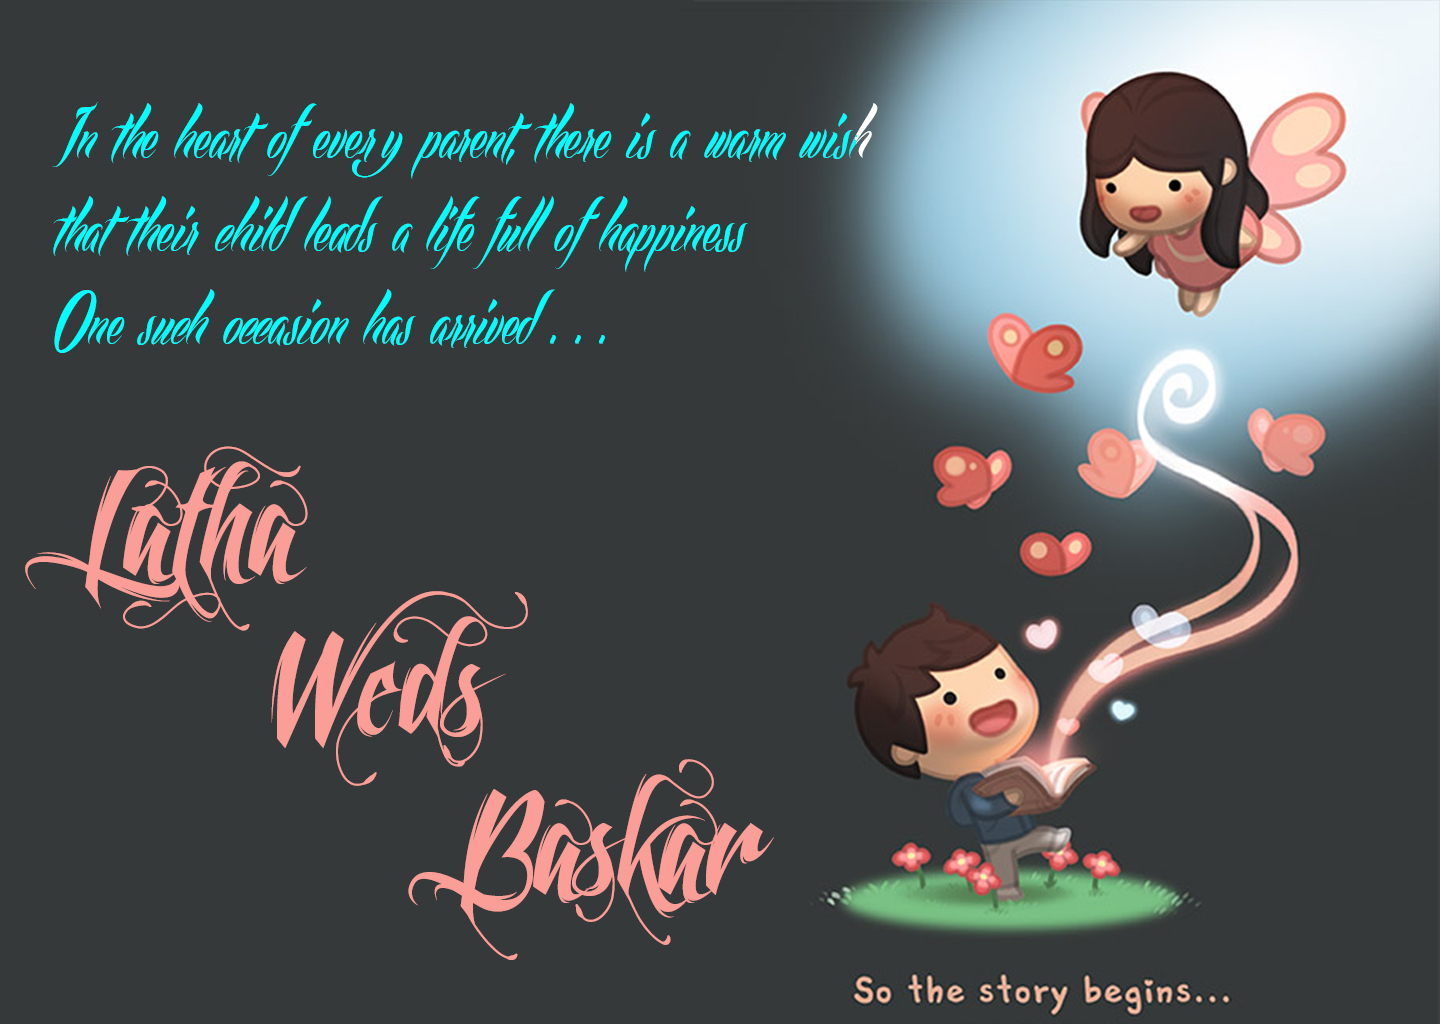 In the heart of every parent, there is a warm wish
that their child leads a life full of happiness
One such occasion has arrived . . .
Latha
Weds
Baskar
So the story begins...